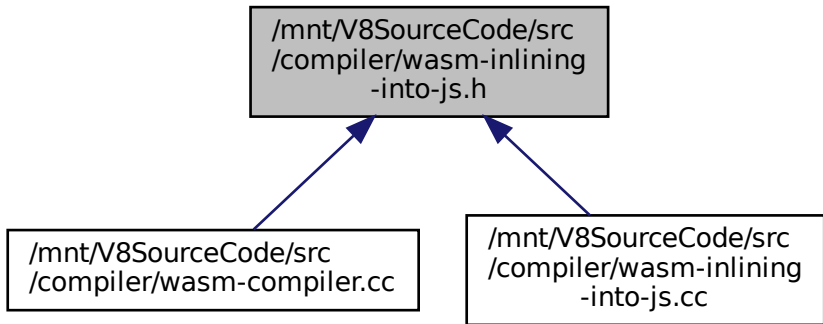 /mnt/V8SourceCode/src
/compiler/wasm-inlining
-into-js.h
/mnt/V8SourceCode/src
/compiler/wasm-compiler.cc
/mnt/V8SourceCode/src
/compiler/wasm-inlining
-into-js.cc